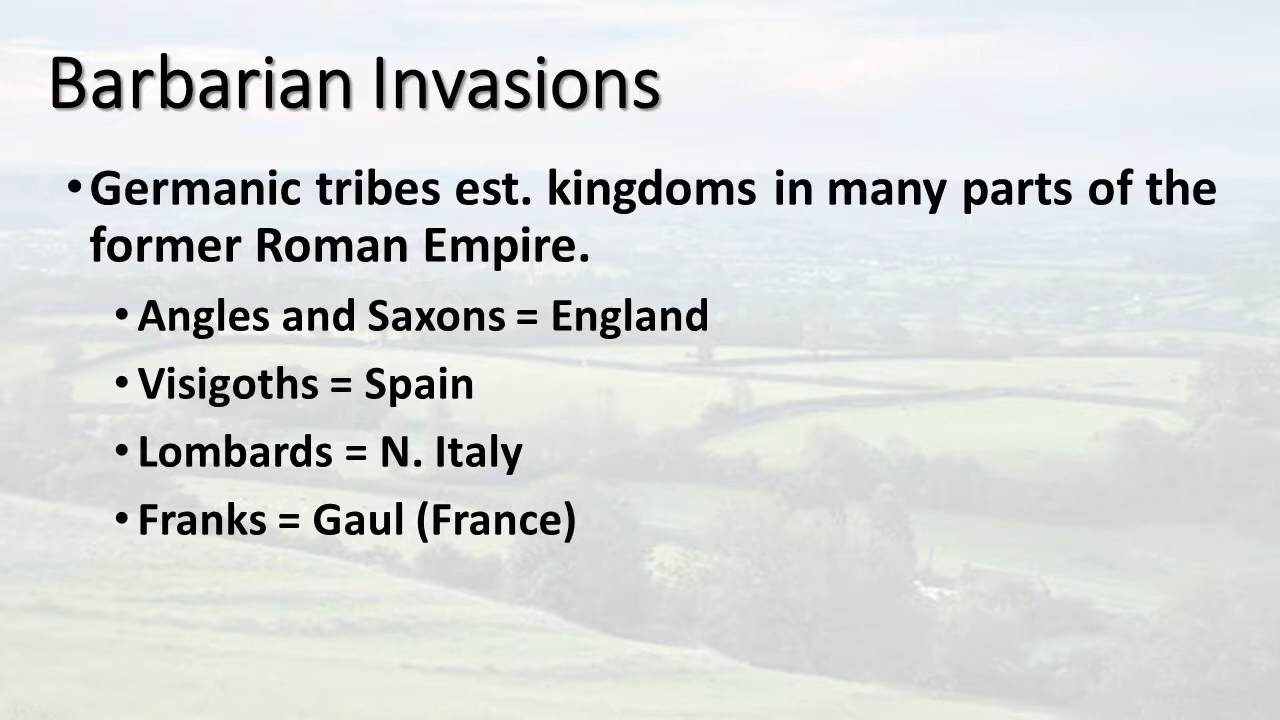 Barbarian Invasions
• Germanic tribes est. kingdoms in many parts of the
former Roman Empire.
• Angles and Saxons = England
• Visigoths = Spain
• Lombards = N. Italy
• Franks = Gaul (France)